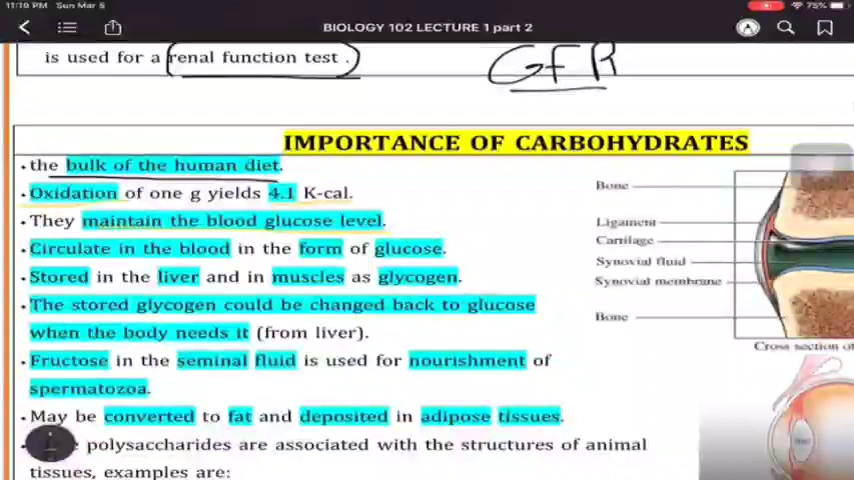 11:10 PM Sun Mar 5
75%
BIOLOGY 102 LECTURE 1 part 2
is used for a renal function test .
GFR
IMPORTANCE OF CARBOHYDRATES
• the bulk of the human diet.
• Oxidation of one g yields 4.1 K-cal.
• They maintain the blood glucose level.
• Circulate in the blood in the form of glucose.
• Stored in the liver and in muscles as glycogen.
• The stored glycogen could be changed back to glucose
when the body needs it (from liver).
• Fructose in the seminal fluid is used for nourishment of
spermatozoa.
• May be converted to fat and deposited in adipose tissues.
polysaccharides are associated with the structures of animal
tissues, examples are:
Bone
Ligament
Cartilage
Synovial fluid
Synovial membrane
Bone
Cross section of